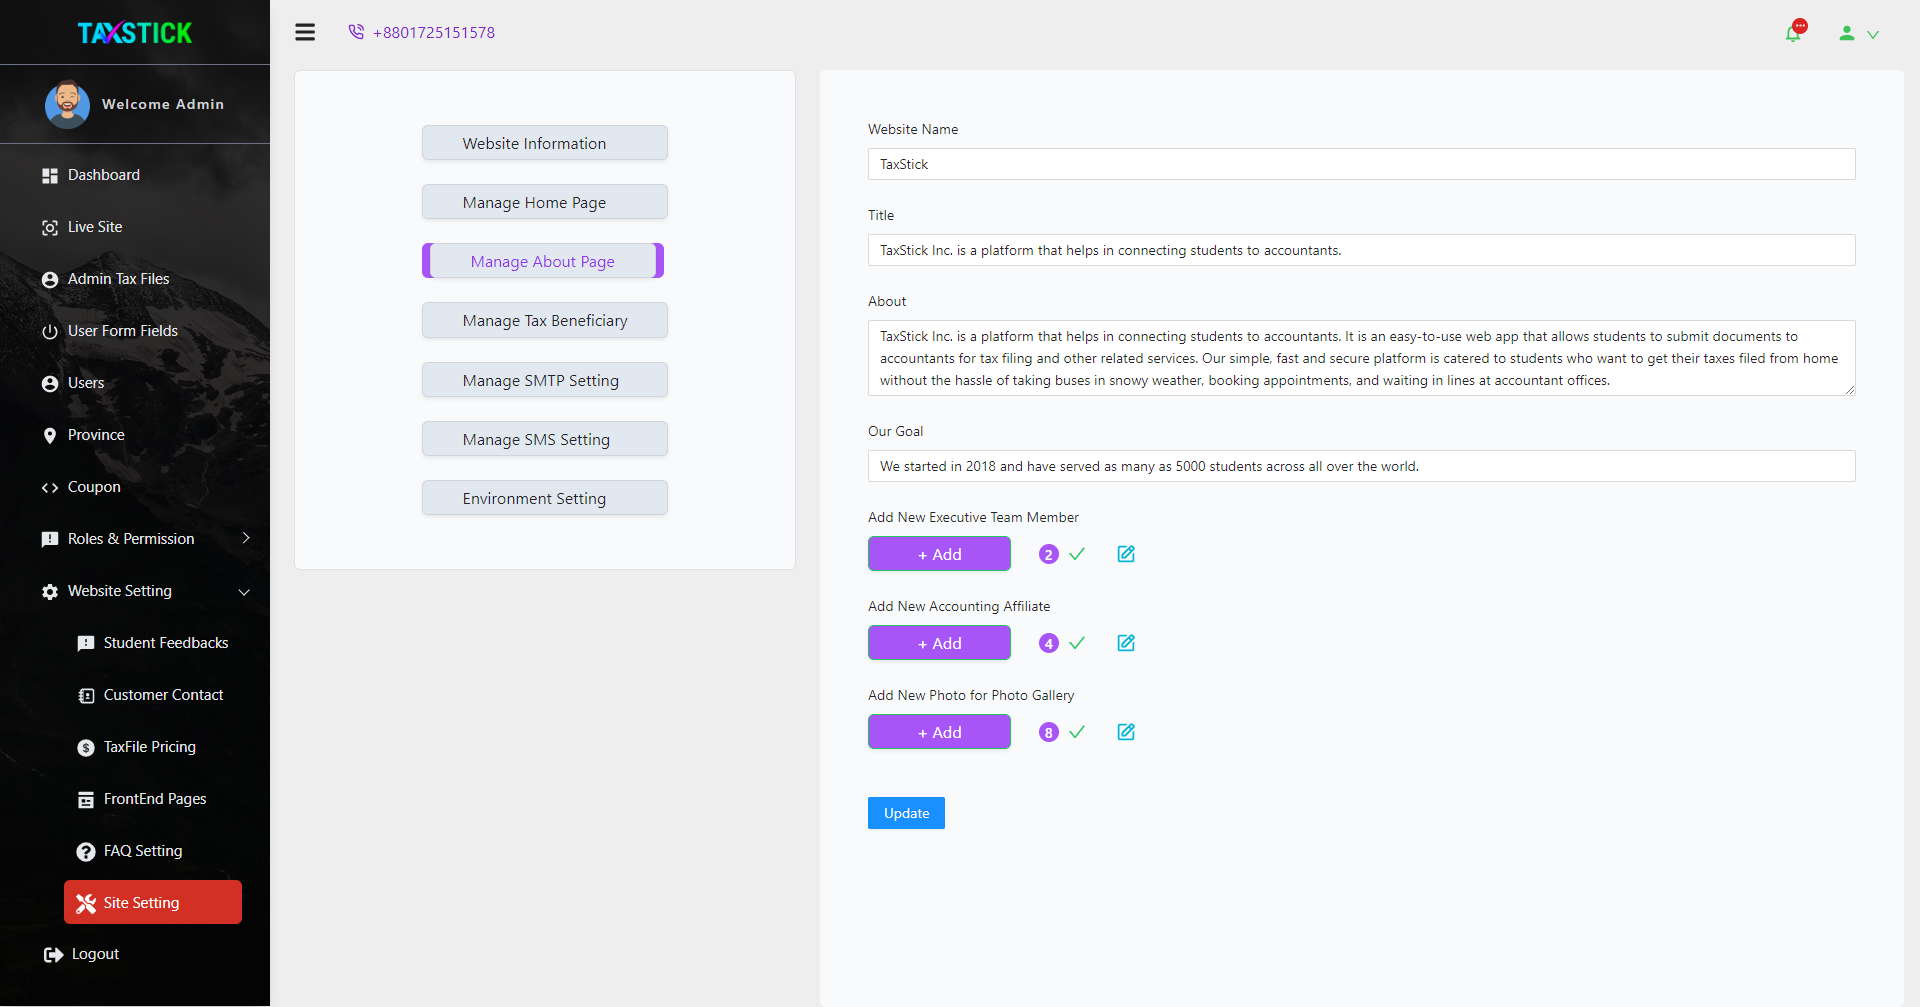 TAXSTICK
Welcome Admin
Dashboard
Live Site
Admin Tax Files
User Form Fields
Users
Province
Coupon
Roles & Permission
Website Setting
Student Feedbacks
Customer Contact
TaxFile Pricing
FrontEnd Pages
FAQ Setting
Site Setting
Logout
+8801725151578
Website Information
Manage Home Page
Manage About Page
Manage Tax Beneficiary
Manage SMTP Setting
Manage SMS Setting
Environment Setting
Website Name
TaxStick
Title
TaxStick Inc. is a platform that helps in connecting students to accountants.
About
TaxStick Inc. is a platform that helps in connecting students to accountants. It is an easy-to-use web app that allows students to submit documents to
accountants for tax filing and other related services. Our simple, fast and secure platform is catered to students who want to get their taxes filed from home
without the hassle of taking buses in snowy weather, booking appointments, and waiting in lines at accountant offices.
Our Goal
We started in 2018 and have served as many as 5000 students across all over the world.
Add New Executive Team Member
+ Add 2
Add New Accounting Affiliate
+ Add 4
Add New Photo for Photo Gallery
+ Add 8
Update